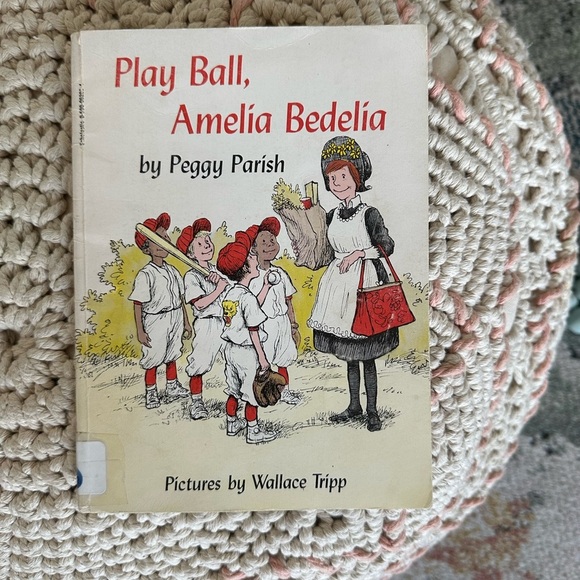 Play Ball,
Amelia Bedelia
by Peggy Parish
Pictures by Wallace Tripp